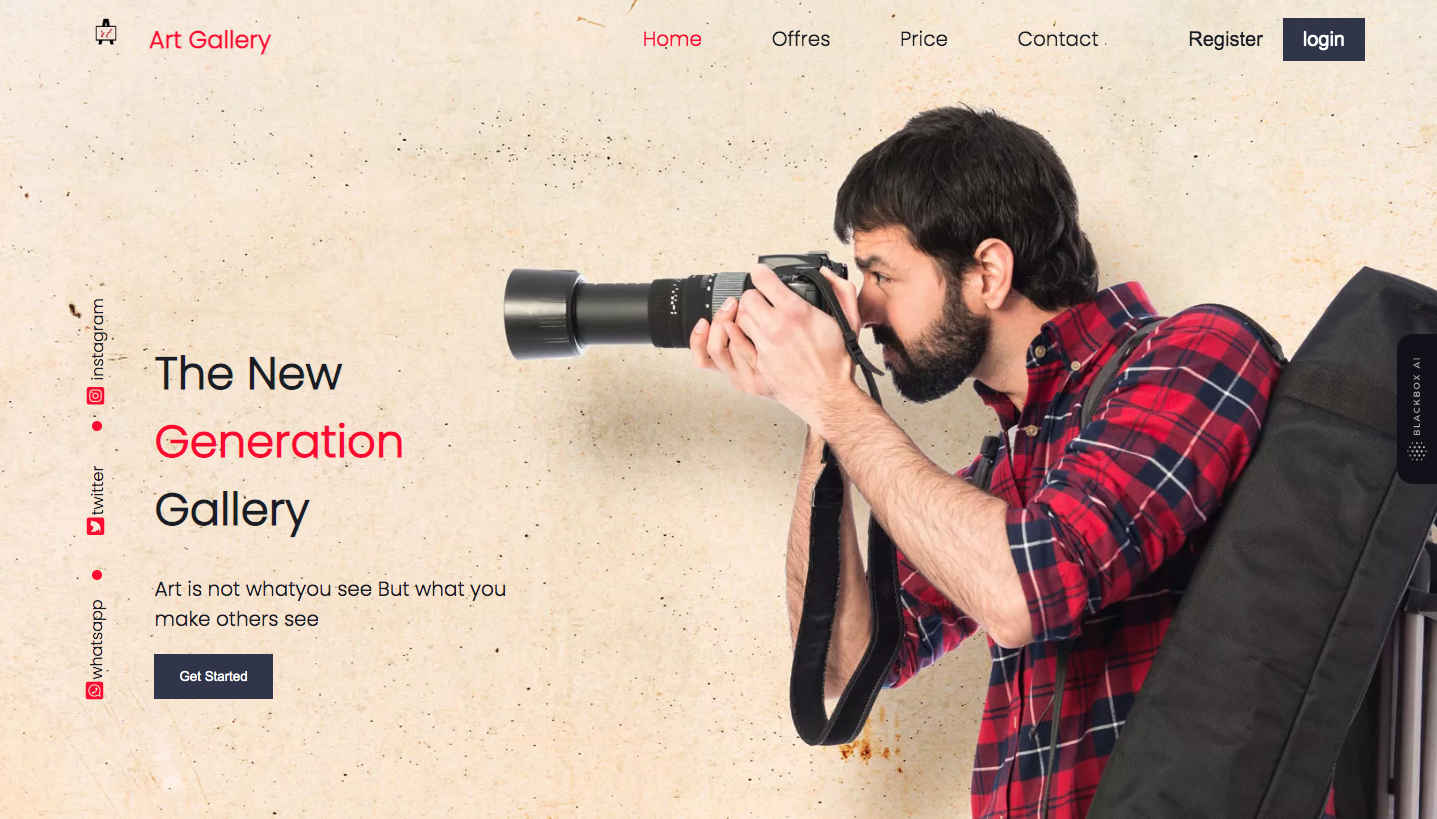 Art Gallery
Home
Offres
Price
Contact
Register
login
instagram
twitter
whatsapp
The New
Generation
Gallery
Art is not whatyou see But what you
make others see
Get Started
BLACKBOX AI